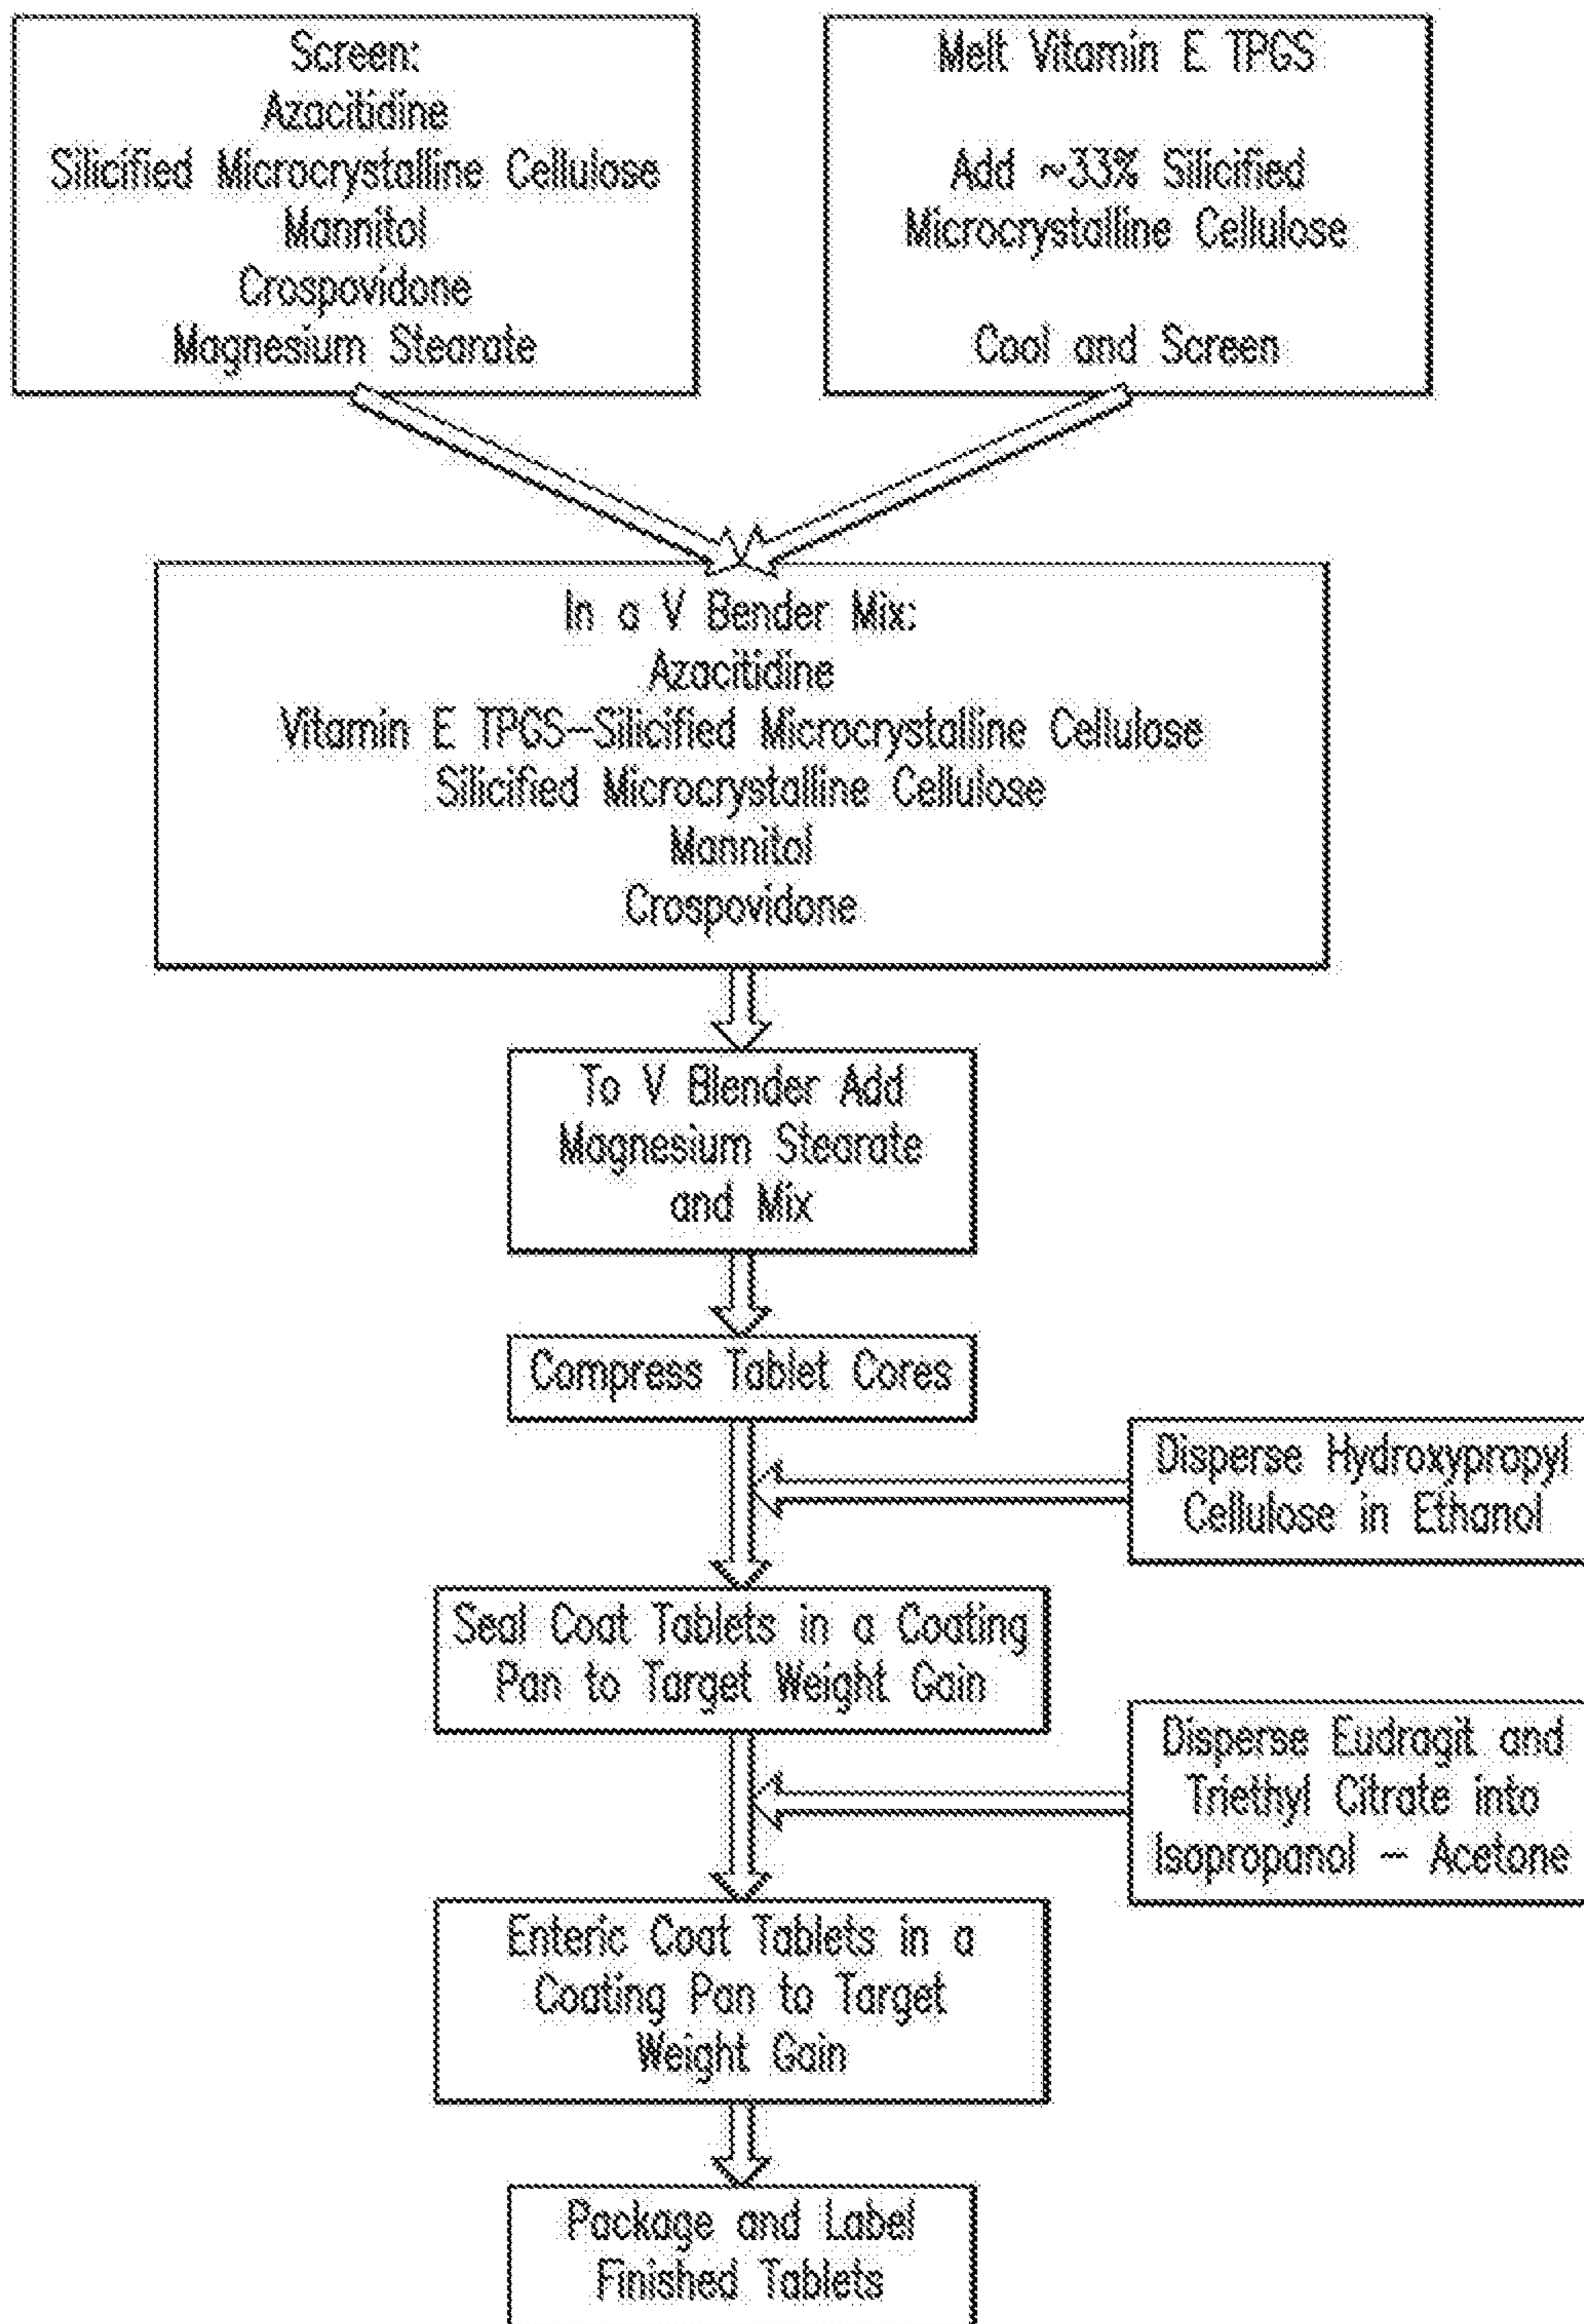 Screen:
Azacitidine
Silicified Microcrystalline Cellulose
Mannitol
Crospovidone
Magnesium Stearate
Melt Vitamin E TPGS
Add ~33% Silicified
Microcrystalline Cellulose
Cool and Screen
In a V Bender Mix:
Azacitidine
Vitamin E TPGS-Silicified Microcrystalline Cellulose
Silicified Microcrystalline Cellulose
Mannitol
Crospovidone
To V Blender Add
Magnesium Stearate
and Mix
Compress Tablet Cores
Disperse Hydroxypropyl
Cellulose in Ethanol
Seal Coat Tablets in a Coating
Pan to Target Weight Gain
Disperse Eudragit and
Triethyl Citrate into
Isopropanol - Acetone
Enteric Coat Tablets in a
Coating Pan to Target
Weight Gain
Package and Label
Finished Tablets